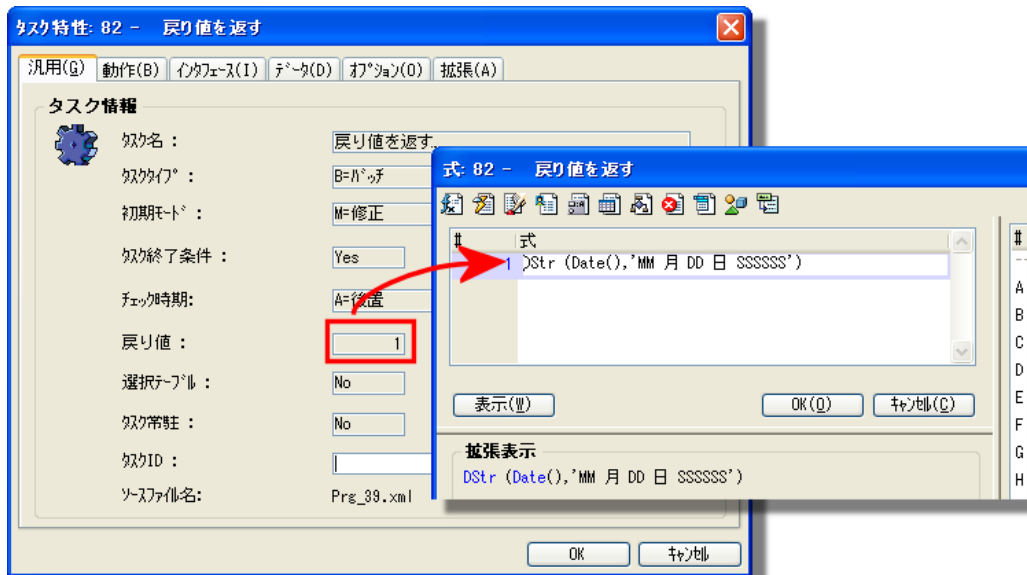 タスク特性: 82 - 戻り値を返す
汎用(G) 動作(B) インタフェース(I) データ(D) オプション(O) 拡張(A)
タスク情報
タスク名 : 戻り値を返す
タスクタイプ : B=バッチ
初期モード : M=修正
タスク終了条件 : Yes
チェック時期: A=後置
戻り値 : 1
選択テーブル : No
タスク常駐 : No
タスクID :
ソースファイル名: Prg_39.xml
OK キャンセル
式: 82 - 戻り値を返す
# 式
1 DStr (Date(),'MM 月 DD 日 SSSSSS')
表示(W) OK(O) キャンセル(C)
拡張表示
DStr (Date(),'MM 月 DD 日 SSSSSS')
#
A
B
C
D
E
F
G
H